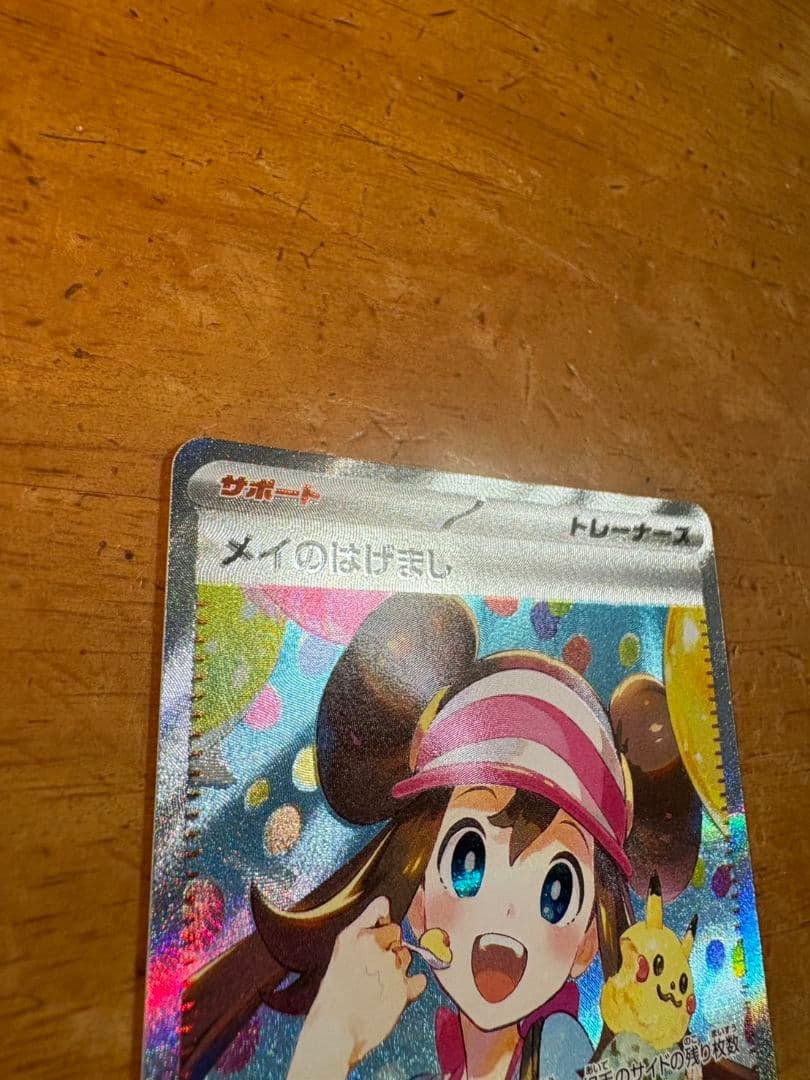 サポート
トレーナーズ
メイのはげまし
のサイドの残り枚数